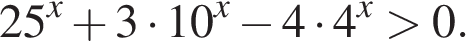 25^x + 3 · 10^x − 4 · 4^x > 0.